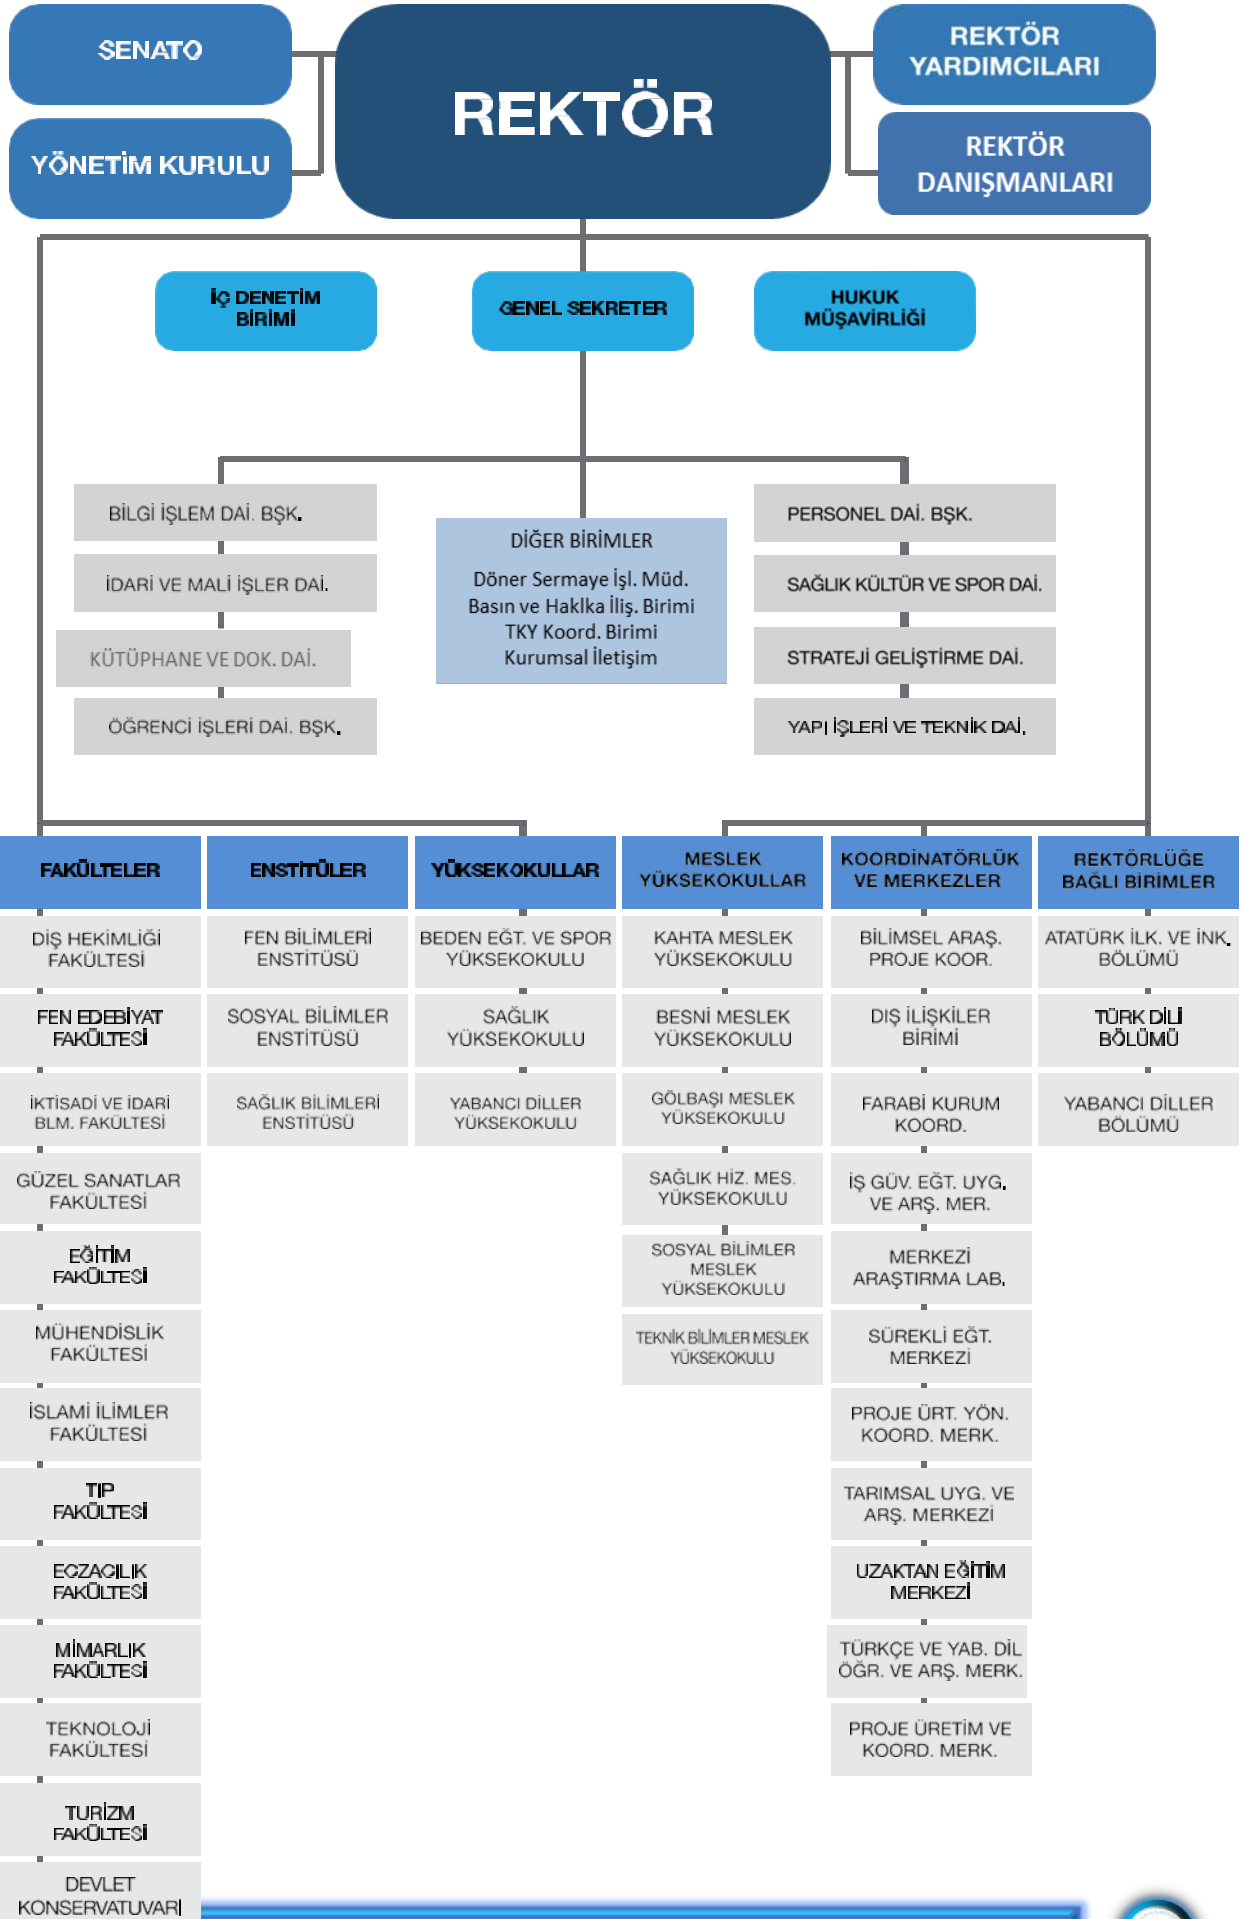 SENATO
YÖNETİM KURULU
REKTÖR
REKTÖR
YARDIMCILARI
REKTÖR
DANIŞMANLARI
İÇ DENETİM
BİRİMİ
GENEL SEKRETER
HUKUK
MÜŞAVİRLİĞİ
BİLGİ İŞLEM DAİ. BŞK.
İDARİ VE MALİ İŞLER DAİ.
KÜTÜPHANE VE DOK. DAİ.
ÖĞRENCİ İŞLERİ DAİ. BŞK.
DİĞER BİRİMLER
Döner Sermaye İşl. Müd.
Basın ve Haklka İliş. Birimi
TKY Koord. Birimi
Kurumsal İletişim
PERSONEL DAİ. BŞK.
SAĞLIK KÜLTÜR VE SPOR DAİ.
STRATEJİ GELİŞTİRME DAİ.
YAPI İŞLERİ VE TEKNİK DAİ.
FAKÜLTELER
DİŞ HEKİMLİĞİ
FAKÜLTESİ
FEN EDEBİYAT
FAKÜLTESİ
İKTİSADİ VE İDARİ
BLM. FAKÜLTESİ
GÜZEL SANATLAR
FAKÜLTESİ
EĞİTİM
FAKÜLTESİ
MÜHENDİSLİK
FAKÜLTESİ
İSLAMİ İLİMLER
FAKÜLTESİ
TIP
FAKÜLTESİ
ECZACILIK
FAKÜLTESİ
MİMARLIK
FAKÜLTESİ
TEKNOLOJİ
FAKÜLTESİ
TURİZM
FAKÜLTESİ
DEVLET
KONSERVATUVARI
ENSTİTÜLER
FEN BİLİMLERİ
ENSTİTÜSÜ
SOSYAL BİLİMLER
ENSTİTÜSÜ
SAĞLIK BİLİMLERİ
ENSTİTÜSÜ
YÜKSEKOKULLAR
BEDEN EĞT. VE SPOR
YÜKSEKOKULU
SAĞLIK
YÜKSEKOKULU
YABANCI DİLLER
YÜKSEKOKULU
MESLEK
YÜKSEKOKULLAR
KAHTA MESLEK
YÜKSEKOKULU
BESNİ MESLEK
YÜKSEKOKULU
GÖLBAŞI MESLEK
YÜKSEKOKULU
SAĞLIK HİZ. MES.
YÜKSEKOKULU
SOSYAL BİLİMLER
MESLEK
YÜKSEKOKULU
TEKNİK BİLİMLER MESLEK
YÜKSEKOKULU
KOORDİNATÖRLÜK
VE MERKEZLER
BİLİMSEL ARAŞ.
PROJE KOOR.
DIŞ İLİŞKİLER
BİRİMİ
FARABİ KURUM
KOORD.
İŞ GÜV. EĞT. UYG.
VE ARŞ. MER.
MERKEZİ
ARAŞTIRMA LAB.
SÜREKLİ EĞT.
MERKEZİ
PROJE ÜRT. YÖN.
KOORD. MERK.
TARIMSAL UYG. VE
ARŞ. MERKEZİ
UZAKTAN EĞİTİM
MERKEZİ
TÜRKÇE VE YAB. DİL
ÖĞR. VE ARŞ. MERK.
PROJE ÜRETİM VE
KOORD. MERK.
REKTÖRLÜĞE
BAĞLI BİRİMLER
ATATÜRK İLK. VE İNK.
BÖLÜMÜ
TÜRK DİLİ
BÖLÜMÜ
YABANCI DİLLER
BÖLÜMÜ